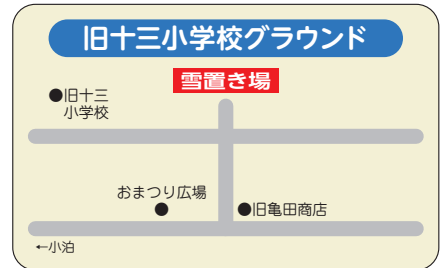 旧十三小学校グラウンド
雪置き場
●旧十三
小学校
おまつり広場
●
●旧亀田商店
←小泊